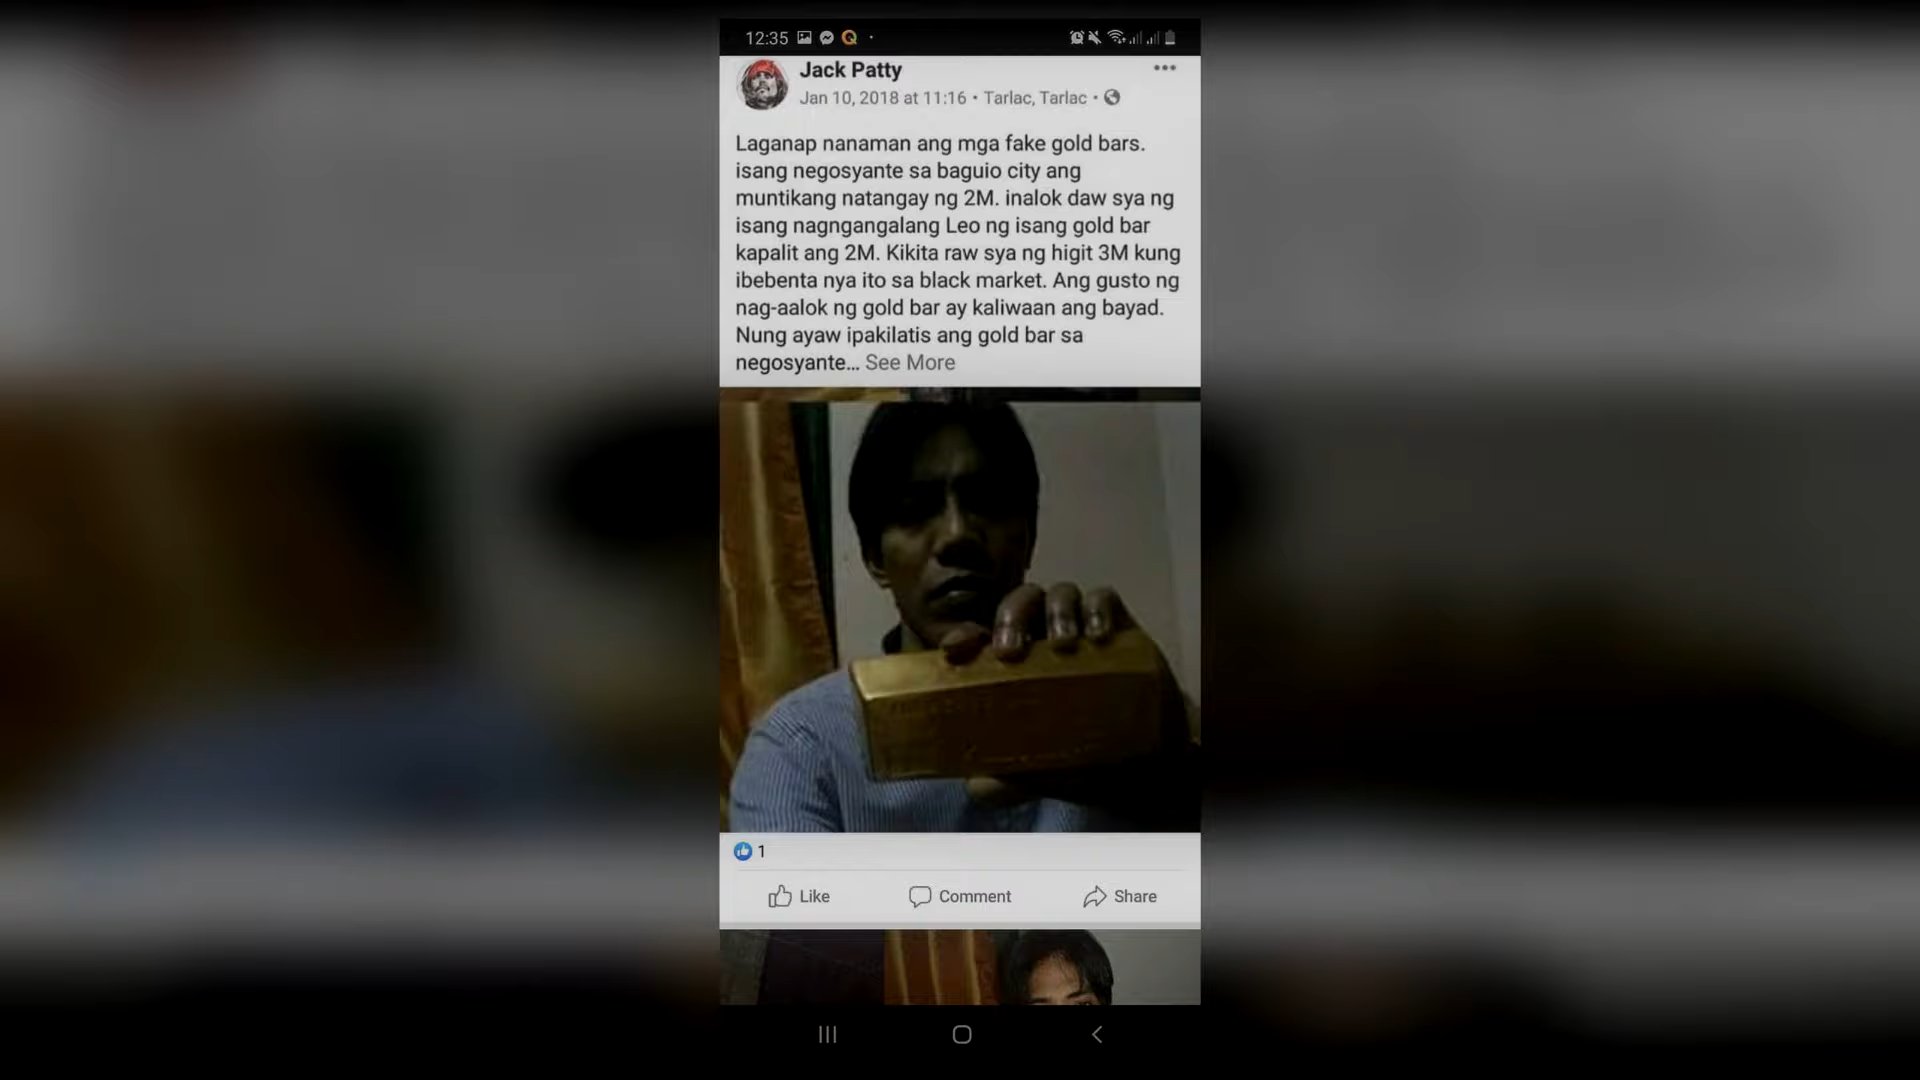 12:35
Jack Patty
Jan 10, 2018 at 11:16 • Tarlac, Tarlac •
Laganap nanaman ang mga fake gold bars.
isang negosyante sa baguio city ang
muntikang natangay ng 2M. inalok daw sya ng
isang nagngangalang Leo ng isang gold bar
kapalit ang 2M. Kikita raw sya ng higit 3M kung
ibebenta nya ito sa black market. Ang gusto ng
nag-aalok ng gold bar ay kaliwaan ang bayad.
Nung ayaw ipakilatis ang gold bar sa
negosyante... See More
1
Like Comment Share